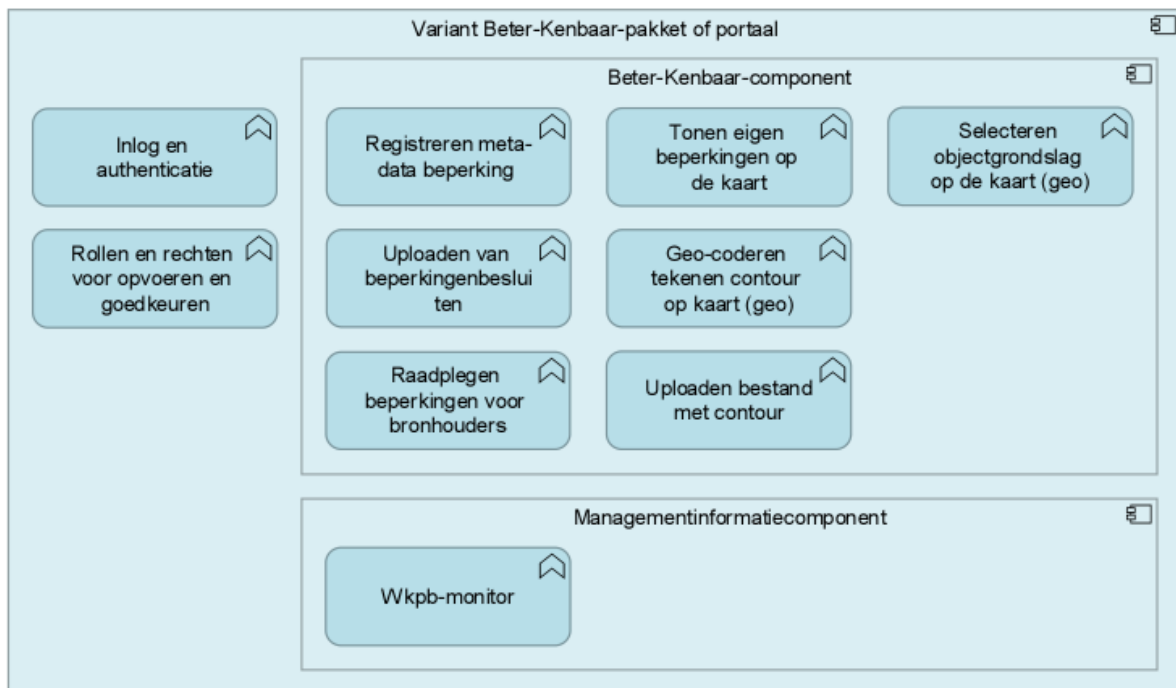 Variant Beter-Kenbaar-pakket of portaal
Beter-Kenbaar-component
Inlog en
authenticatie
Registreren meta-
data beperking
Tonen eigen
beperkingen op
de kaart
Selecteren
objectgrondslag
op de kaart (geo)
Rollen en rechten
voor opvoeren en
goedkeuren
Uploaden van
beperkingenbeslui
ten
Geo-coderen
tekenen contour
op kaart (geo)
Raadplegen
beperkingen voor
bronhouders
Uploaden bestand
met contour
Managementinformatiecomponent
Wkpb-monitor